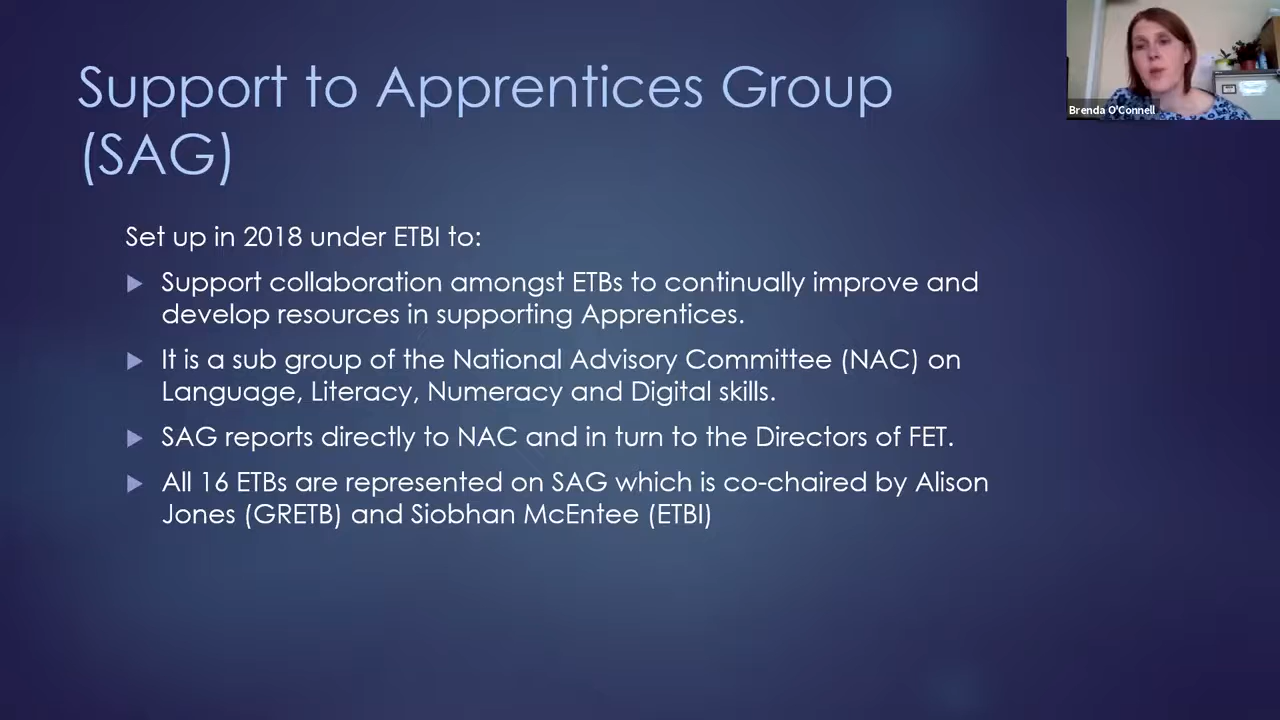 Support to Apprentices Group
(SAG)
Brenda O'Connell
Set up in 2018 under ETBI to:
Support collaboration amongst ETBs to continually improve and
develop resources in supporting Apprentices.
It is a sub group of the National Advisory Committee (NAC) on
Language, Literacy, Numeracy and Digital skills.
SAG reports directly to NAC and in turn to the Directors of FET.
All 16 ETBs are represented on SAG which is co-chaired by Alison
Jones (GRETB) and Siobhan McEntee (ETBI)